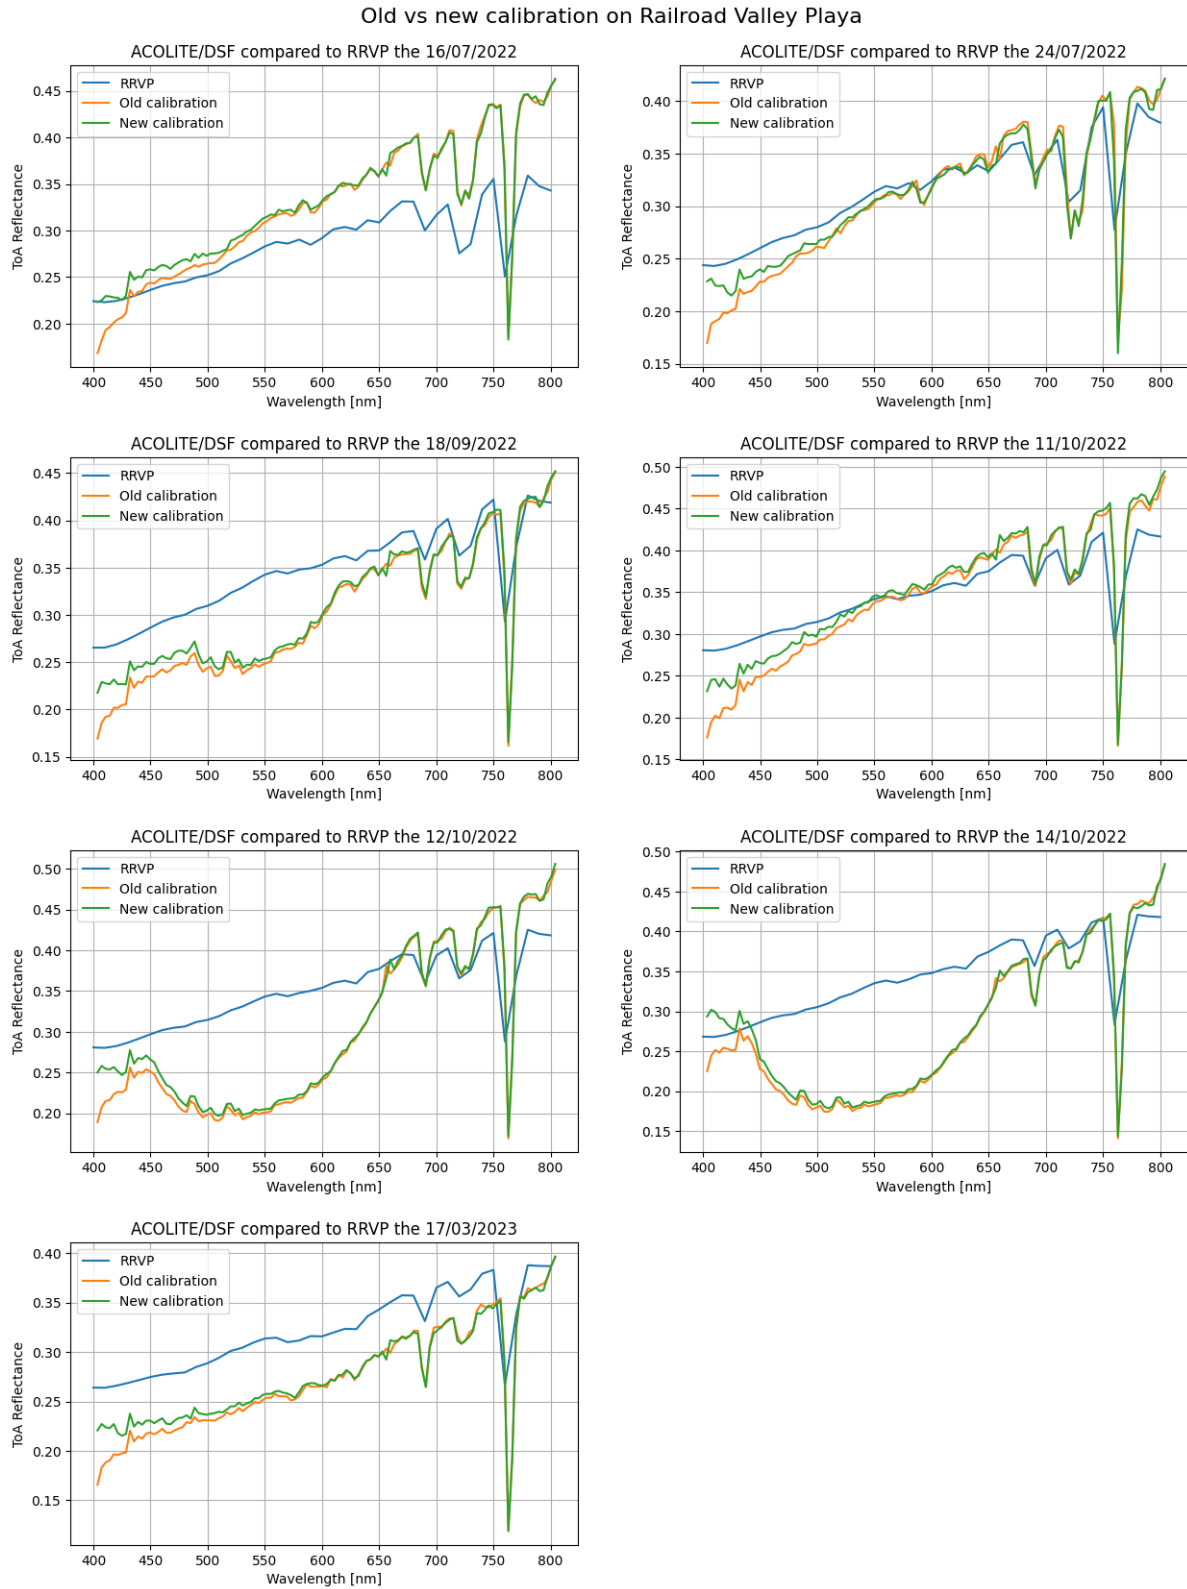 Old vs new calibration on Railroad Valley Playa
ACOLITE/DSF compared to RRVP the 16/07/2022
RRVP
Old calibration
New calibration
ToA Reflectance
0.45
0.40
0.35
0.30
0.25
0.20
400 450 500 550 600 650 700 750 800
Wavelength [nm]
ACOLITE/DSF compared to RRVP the 24/07/2022
RRVP
Old calibration
New calibration
ToA Reflectance
0.40
0.35
0.30
0.25
0.20
0.15
400 450 500 550 600 650 700 750 800
Wavelength [nm]
ACOLITE/DSF compared to RRVP the 18/09/2022
RRVP
Old calibration
New calibration
ToA Reflectance
0.45
0.40
0.35
0.30
0.25
0.20
0.15
400 450 500 550 600 650 700 750 800
Wavelength [nm]
ACOLITE/DSF compared to RRVP the 11/10/2022
RRVP
Old calibration
New calibration
ToA Reflectance
0.50
0.45
0.40
0.35
0.30
0.25
0.20
0.15
400 450 500 550 600 650 700 750 800
Wavelength [nm]
ACOLITE/DSF compared to RRVP the 12/10/2022
RRVP
Old calibration
New calibration
ToA Reflectance
0.50
0.45
0.40
0.35
0.30
0.25
0.20
400 450 500 550 600 650 700 750 800
Wavelength [nm]
ACOLITE/DSF compared to RRVP the 14/10/2022
RRVP
Old calibration
New calibration
ToA Reflectance
0.50
0.45
0.40
0.35
0.30
0.25
0.20
0.15
400 450 500 550 600 650 700 750 800
Wavelength [nm]
ACOLITE/DSF compared to RRVP the 17/03/2023
RRVP
Old calibration
New calibration
ToA Reflectance
0.40
0.35
0.30
0.25
0.20
0.15
400 450 500 550 600 650 700 750 800
Wavelength [nm]